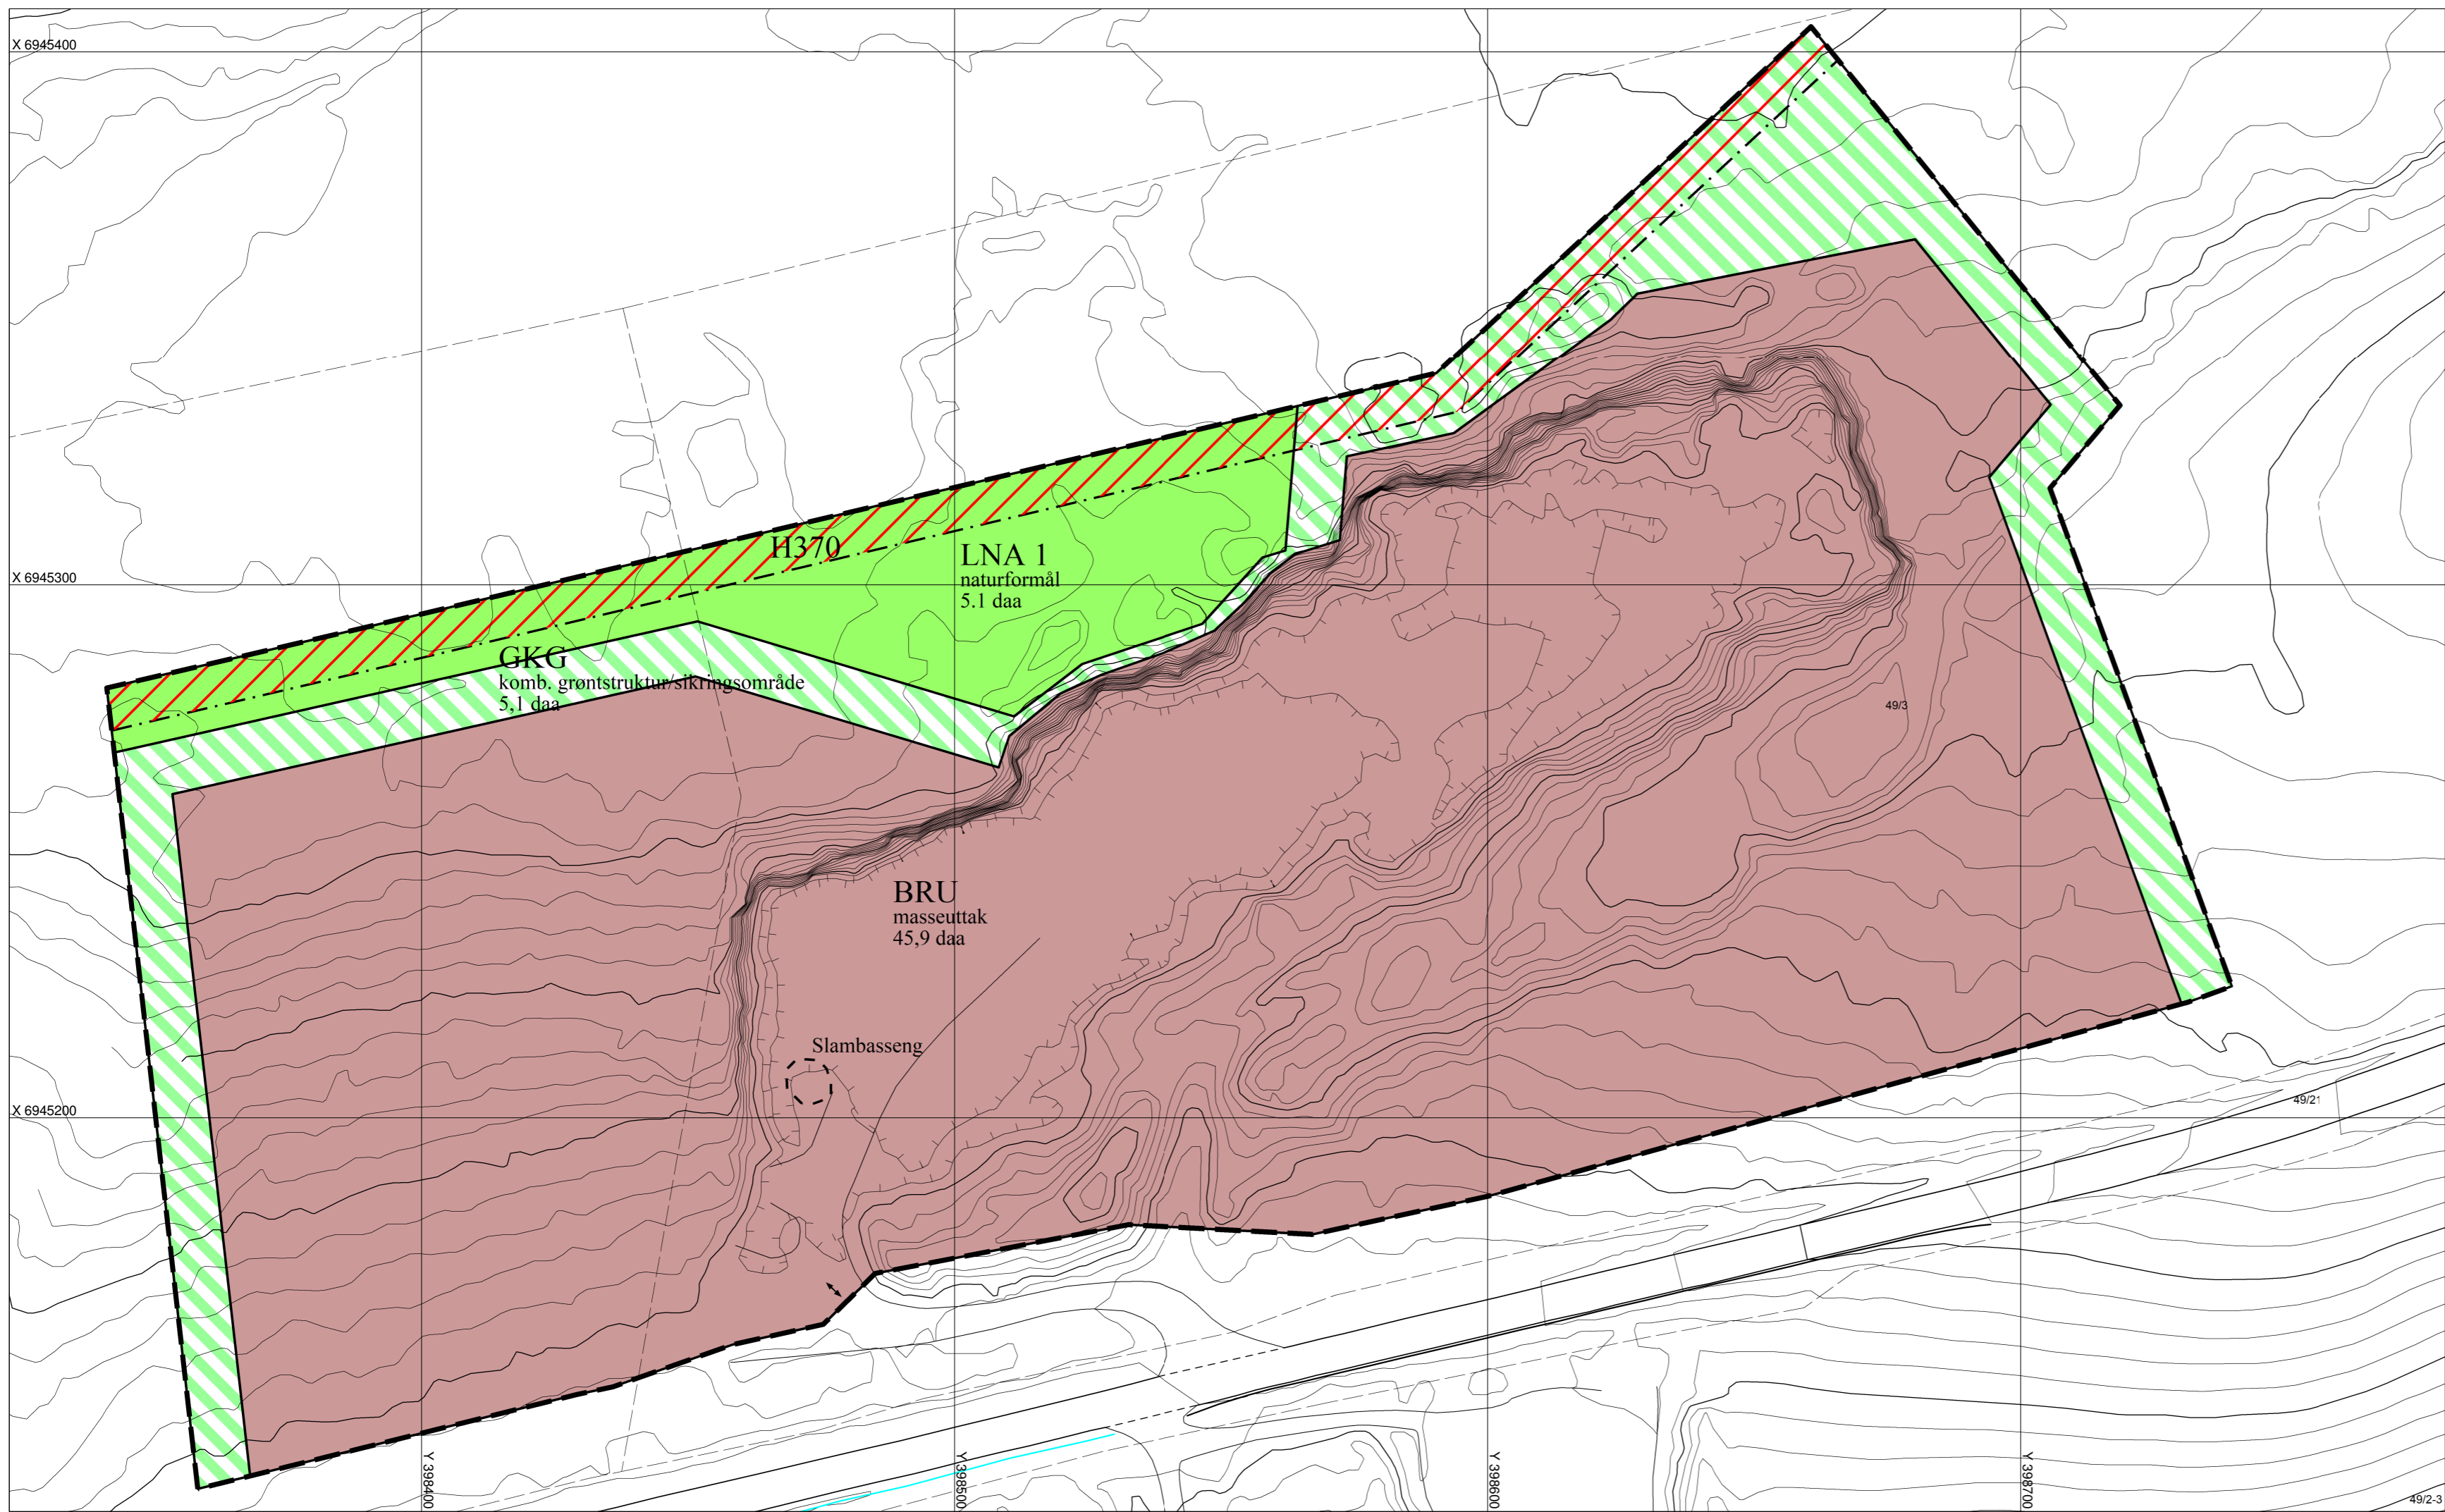 X 6945400
H370
LNA 1
naturformål
5.1 daa
X 6945300
GKG
komb. grøntstruktur/sikringsområde
5,1 daa
49/3
BRU
masseuttak
45,9 daa
Slambasseng
X 6945200
49/21
Y 398400
Y 398500
Y 398600
Y 398700
49/2-3